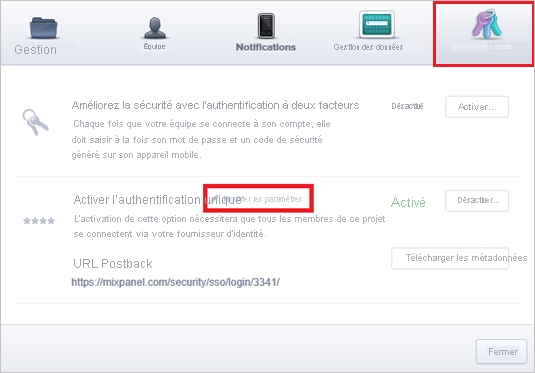 Gestion
Équipe
Notifications
Gestion des données
Améliorez la sécurité avec l'authentification à deux facteurs
Désactivé
Activer...
Chaque fois que votre équipe se connecte à son compte, elle
doit saisir à la fois son mot de passe et un code de sécurité
généré sur son appareil mobile.
Activer l'authentification unique
les paramètres
Activé
Désactiver...
L'activation de cette option nécessitera que tous les membres de ce projet
se connectent via votre fournisseur d'identité.
URL Postback
Télécharger les métadonnées
https://mixpanel.com/security/sso/login/3341/
Fermer